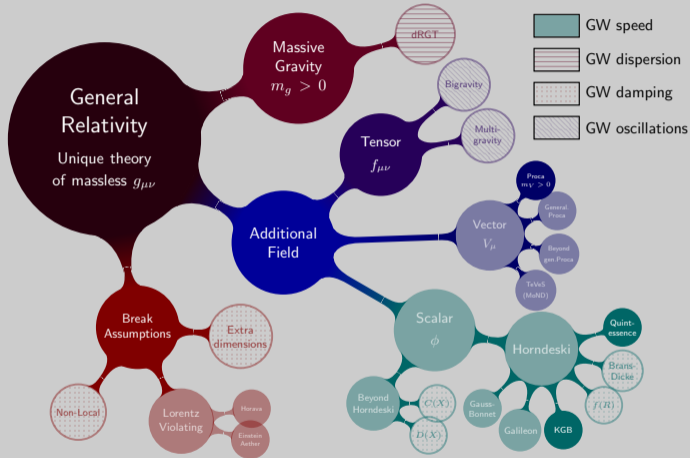 General
Relativity
Unique theory
of massless gμν
Massive
Gravity
mg > 0
dRGT
GW speed
GW dispersion
GW damping
GW oscillations
Bigravity
Multi-
gravity
Tensor
fμν
Additional
Field
Vector
Vμ
Proca
mV > 0
General.
Proca
Beyond
gen.Proca
TeVeS
(MoND)
Break
Assumptions
Extra
dimensions
Non-Local
Lorentz
Violating
Horava
Einstein
Aether
Scalar
ϕ
Horndeski
Quint-
essence
Brans-
Dicke
f(R)
KGB
Galileon
Gauss-
Bonnet
Beyond
Horndeski
C(X)
D(X)